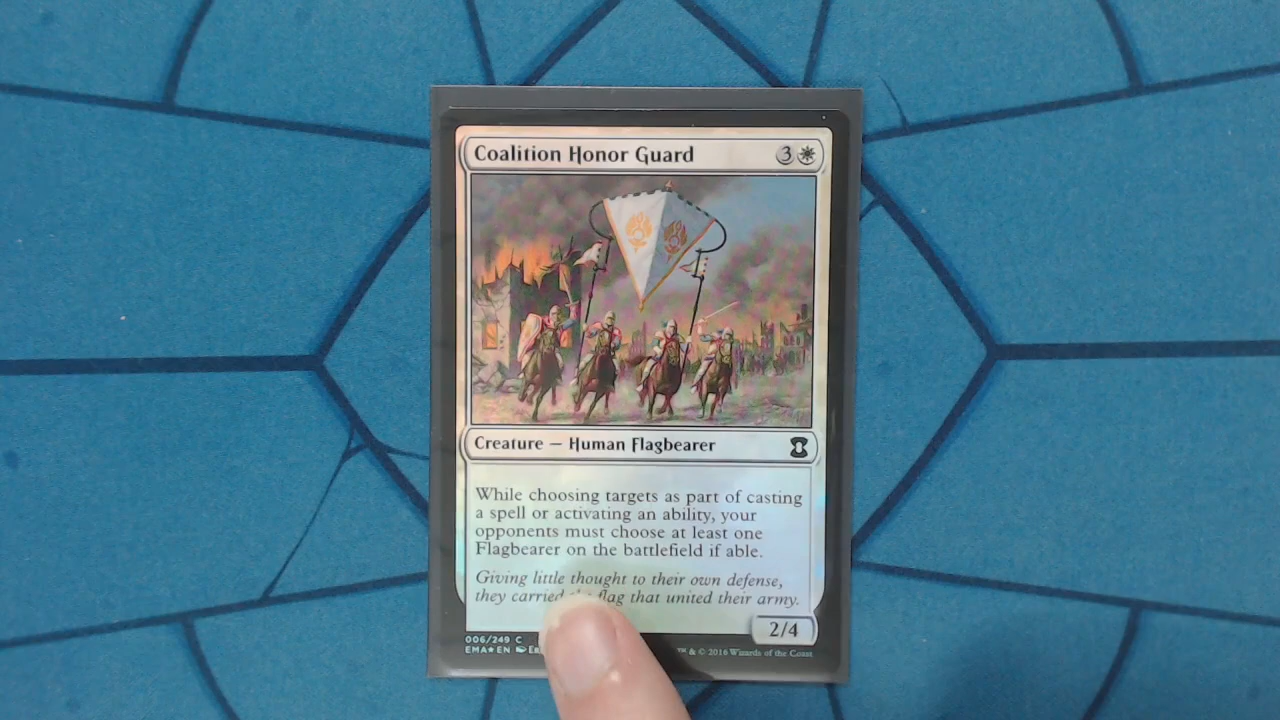 Coalition Honor Guard 3
Creature — Human Flagbearer
While choosing targets as part of casting
a spell or activating an ability, your
opponents must choose at least one
Flagbearer on the battlefield if able.
Giving little thought to their own defense,
they carried the flag that united their army.
2/4
006/249 C
EMA★EN
™ & © 2016 Wizards of the Coast